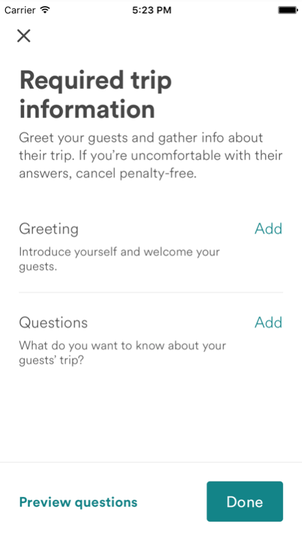 Carrier 5:23 PM
Required trip
information
Greet your guests and gather info about
their trip. If you’re uncomfortable with their
answers, cancel penalty-free.
Greeting Add
Introduce yourself and welcome your
guests.
Questions Add
What do you want to know about your
guests’ trip?
Preview questions Done